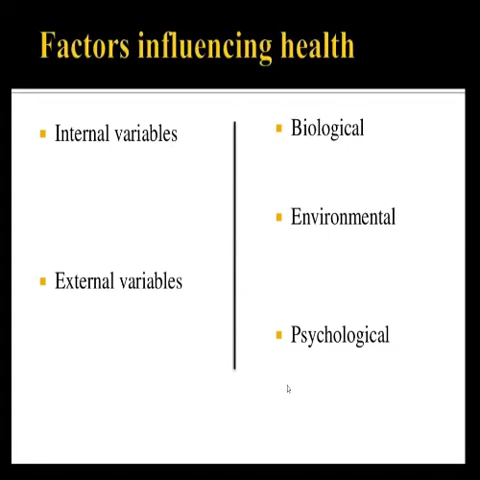 Factors influencing health
Internal variables
External variables
Biological
Environmental
Psychological